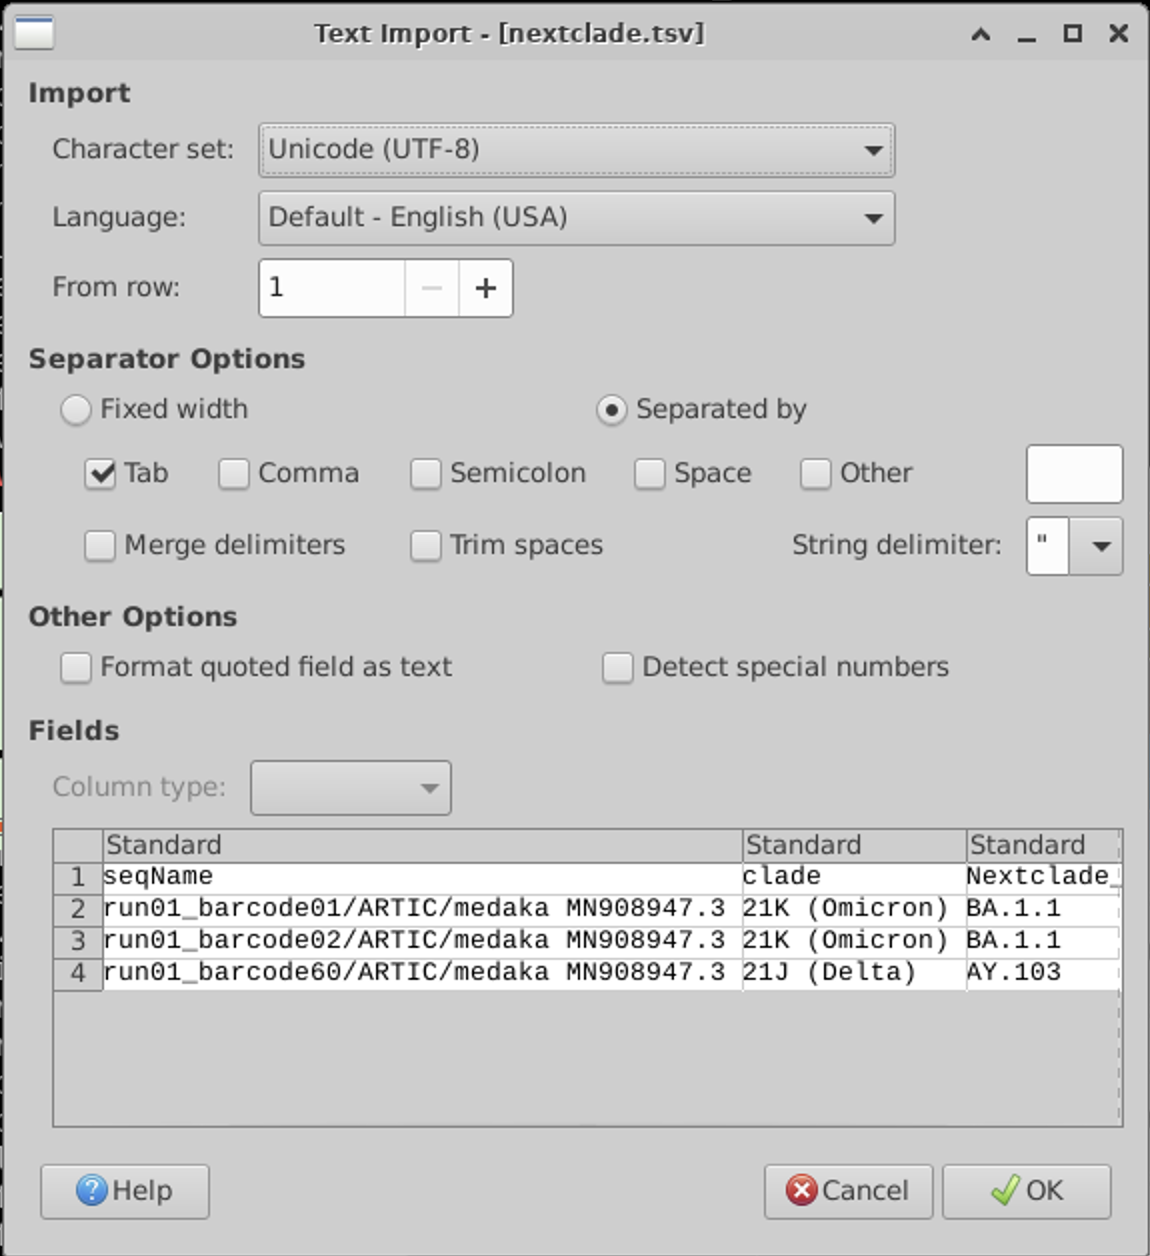 Text Import - [nextclade.tsv]
Import
Character set: Unicode (UTF-8)
Language: Default - English (USA)
From row: 1 − +
Separator Options
Fixed width Separated by
Tab Comma Semicolon Space Other
Merge delimiters Trim spaces String delimiter: "
Other Options
Format quoted field as text Detect special numbers
Fields
Column type:
Standard Standard Standard
1 seqName clade Nextclade_
2 run01_barcode01/ARTIC/medaka MN908947.3 21K (Omicron) BA.1.1
3 run01_barcode02/ARTIC/medaka MN908947.3 21K (Omicron) BA.1.1
4 run01_barcode60/ARTIC/medaka MN908947.3 21J (Delta) AY.103
Help Cancel OK